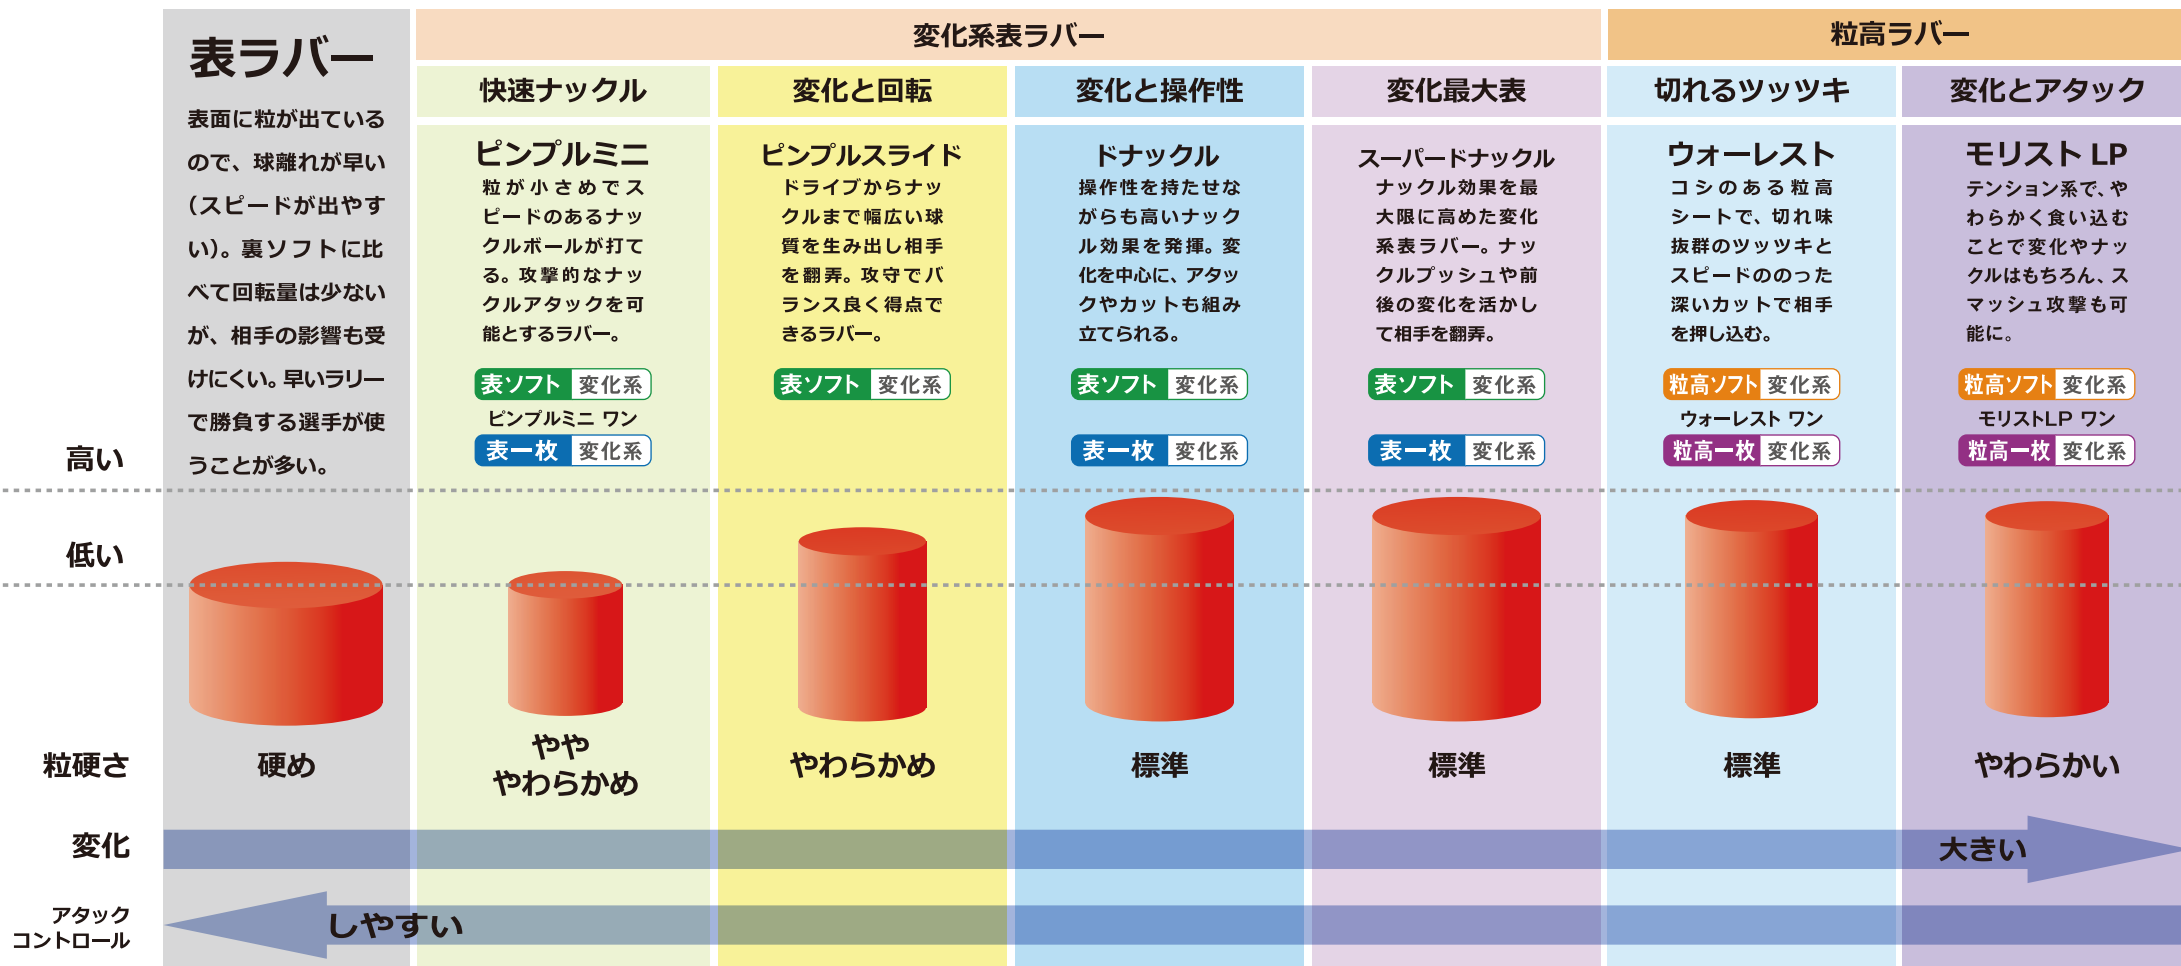 表ラバー
表面に粒が出ている
ので、球離れが早い
（スピードが出やす
い）。裏ソフトに比
べて回転量は少ない
が、相手の影響も受
けにくい。早いラリー
で勝負する選手が使
うことが多い。
変化系表ラバー
粒高ラバー
快速ナックル
ピンプルミニ
粒が小さめでス
ピードのあるナッ
クルボールが打て
る。攻撃的なナッ
クルアタックを可
能とするラバー。
表ソフト 変化系
ピンプルミニ ワン
表一枚 変化系
変化と回転
ピンプルスライド
ドライブからナッ
クルまで幅広い球
質を生み出し相手
を翻弄。攻守でバ
ランス良く得点で
きるラバー。
表ソフト 変化系
変化と操作性
ドナックル
操作性を持たせな
がらも高いナック
ル効果を発揮。変
化を中心に、アタッ
クやカットも組み
立てられる。
表ソフト 変化系
表一枚 変化系
変化最大表
スーパードナックル
ナックル効果を最
大限に高めた変化
系表ラバー。ナッ
クルプッシュや前
後の変化を活かし
て相手を翻弄。
表ソフト 変化系
表一枚 変化系
切れるツッツキ
ウォーレスト
コシのある粒高
シートで、切れ味
抜群のツッツキと
スピードののった
深いカットで相手
を押し込む。
粒高ソフト 変化系
ウォーレスト ワン
粒高一枚 変化系
変化とアタック
モリスト LP
テンション系で、や
わらかく食い込む
ことで変化やナッ
クルはもちろん、ス
マッシュ攻撃も可
能に。
粒高ソフト 変化系
モリストLP ワン
粒高一枚 変化系
高い
低い
粒硬さ
硬め
やや
やわらかめ
やわらかめ
標準
標準
標準
やわらかい
変化
大きい
アタック
コントロール
しやすい